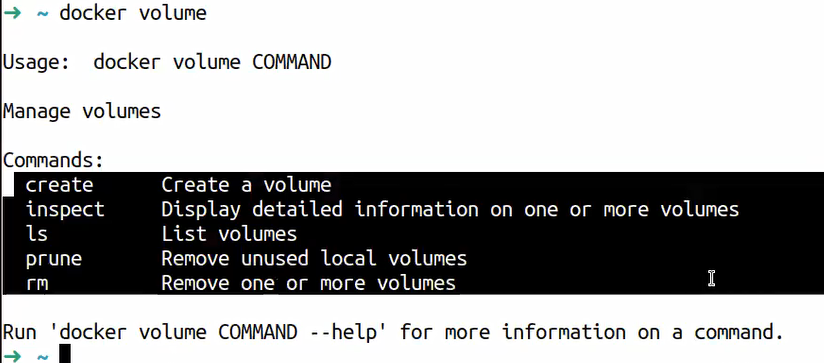 ➜ ~ docker volume
Usage:  docker volume COMMAND
Manage volumes
Commands:
  create      Create a volume
  inspect     Display detailed information on one or more volumes
  ls          List volumes
  prune       Remove unused local volumes
  rm          Remove one or more volumes
Run 'docker volume COMMAND --help' for more information on a command.
➜ ~